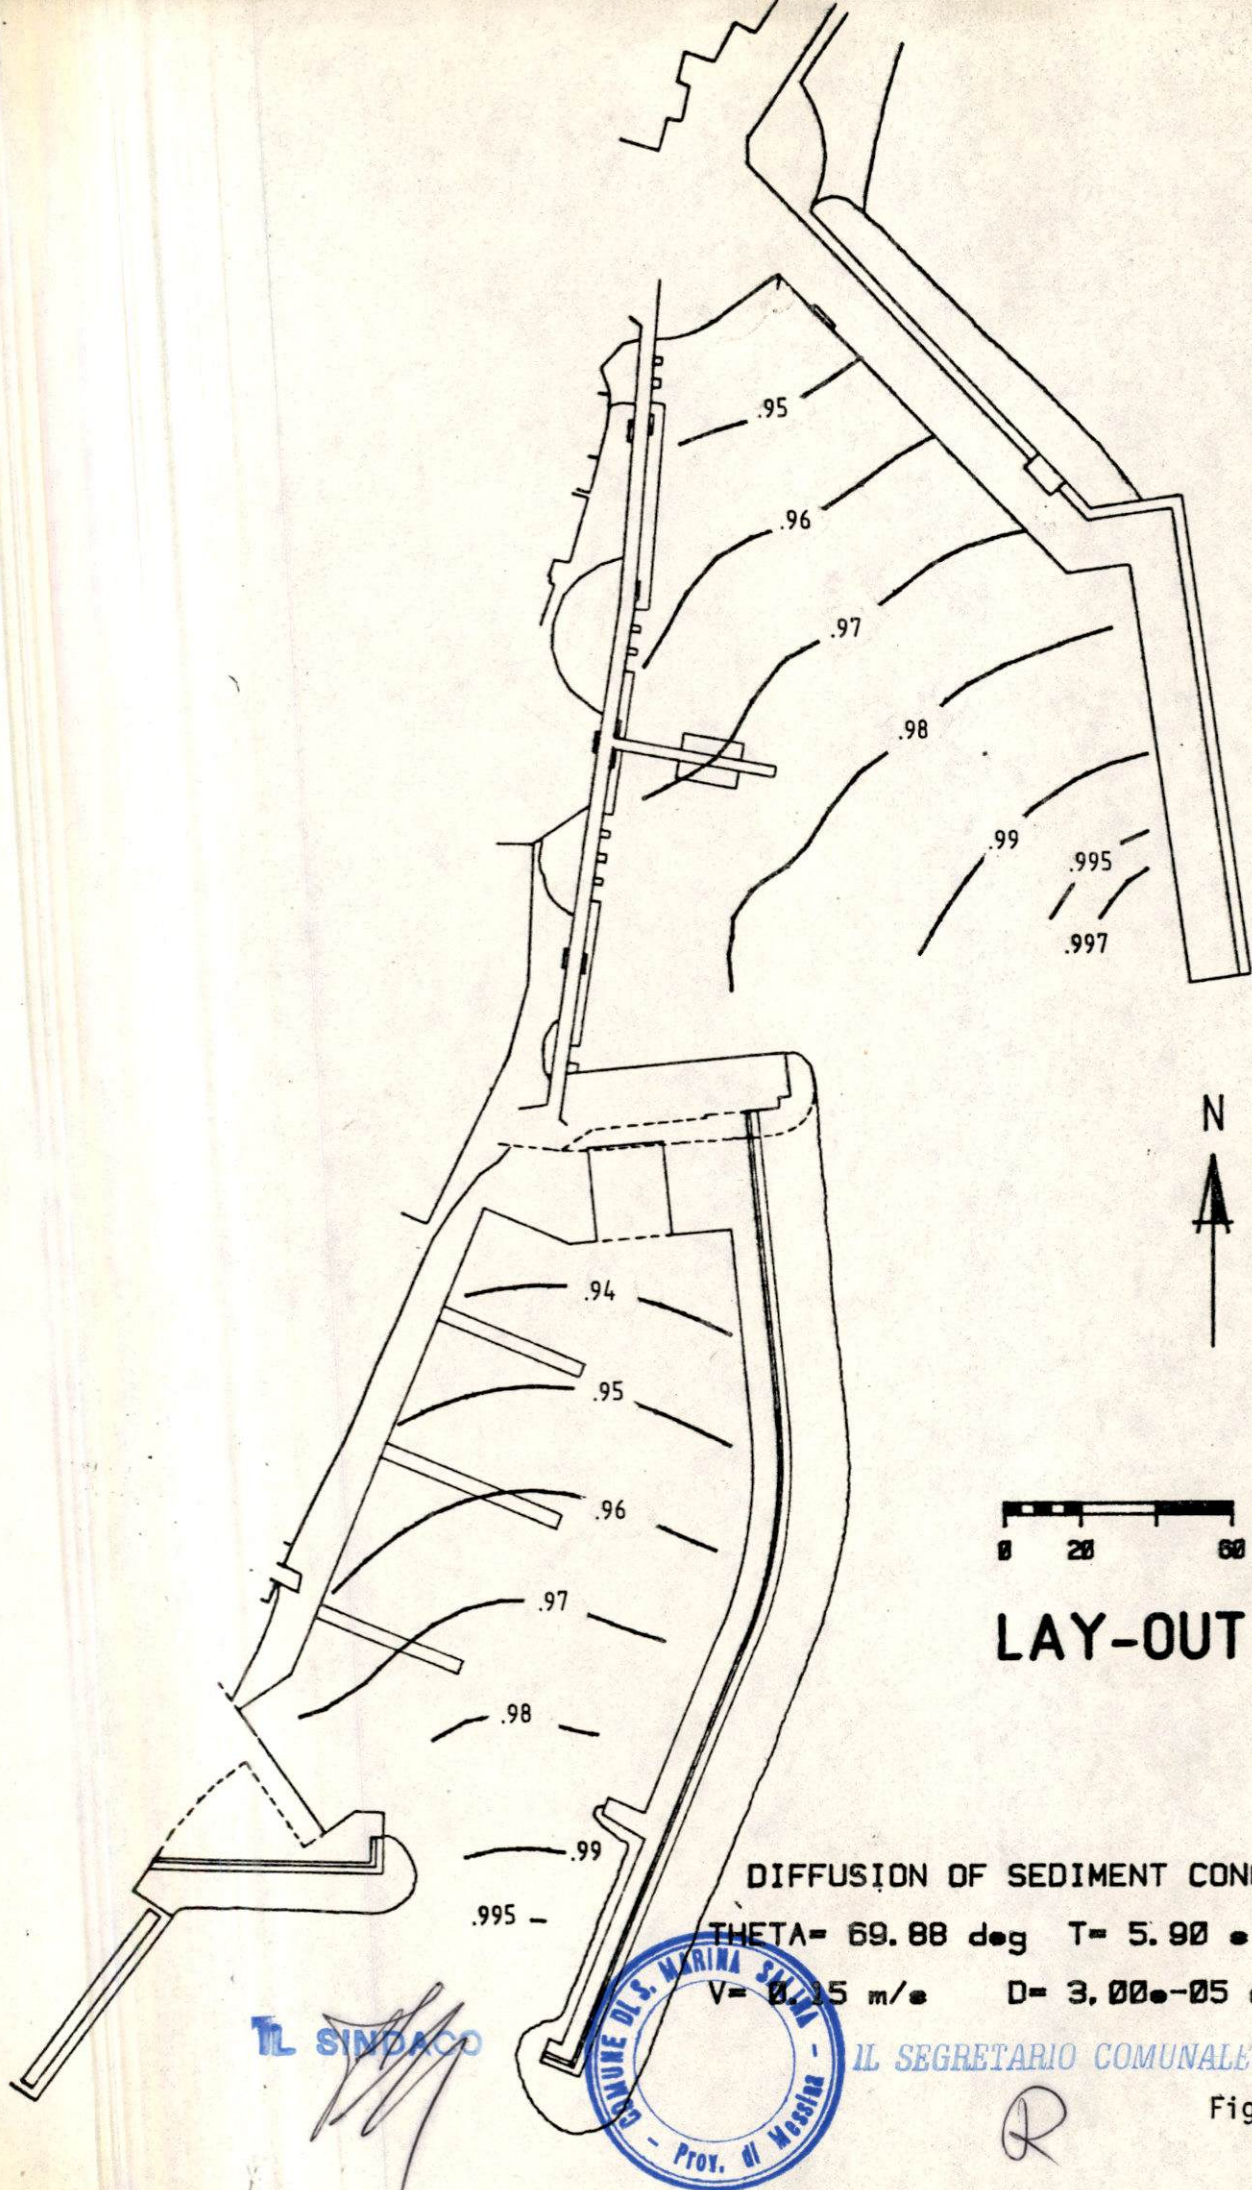 .95
.96
.97
.98
.99
.995
.997
N
.94
.95
.96
0 20 60
.97
LAY-OUT
.98
.99
DIFFUSION OF SEDIMENT
.995
THETA= 69.88 deg T= 5.90
V= 0.15 m/s D= 3.00e-05
IL SINDACO
COMUNE DI S. MARINA SALINA - Prov. di Messina -
IL SEGRETARIO COMUNALE
Fig